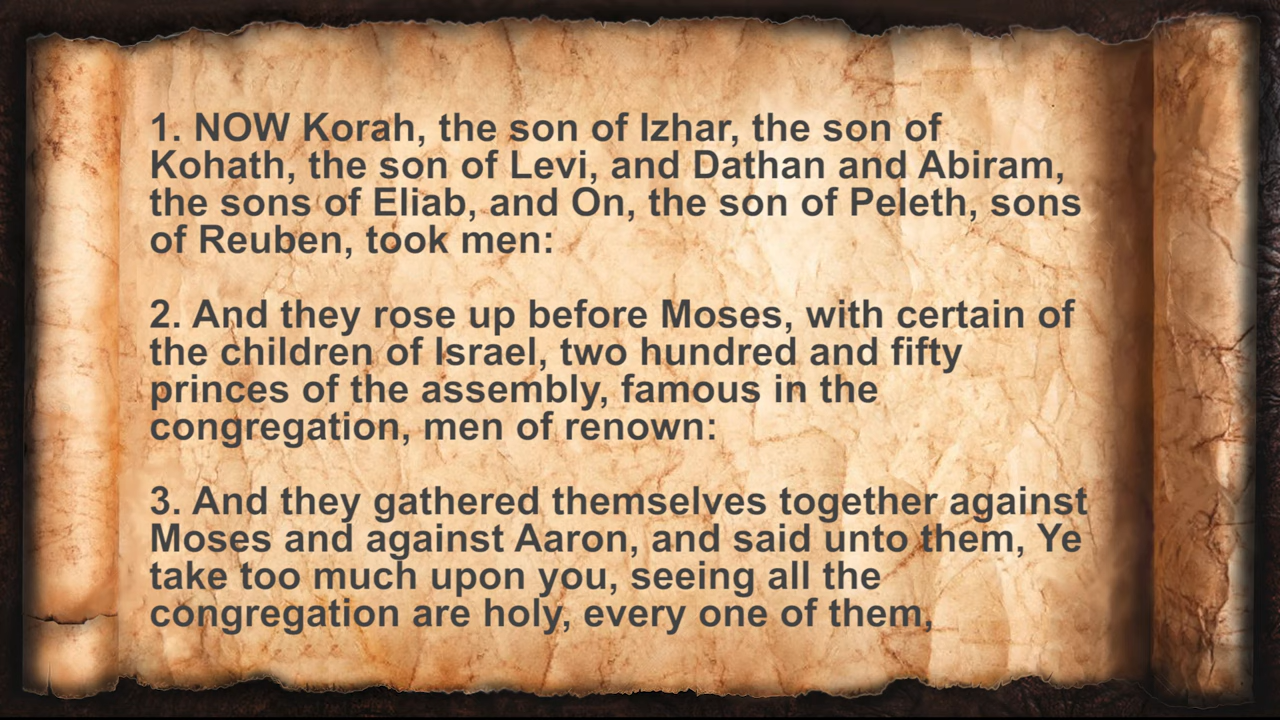 1. NOW Korah, the son of Izhar, the son of
Kohath, the son of Levi, and Dathan and Abiram,
the sons of Eliab, and On, the son of Peleth, sons
of Reuben, took men:
2. And they rose up before Moses, with certain of
the children of Israel, two hundred and fifty
princes of the assembly, famous in the
congregation, men of renown:
3. And they gathered themselves together against
Moses and against Aaron, and said unto them, Ye
take too much upon you, seeing all the
congregation are holy, every one of them,